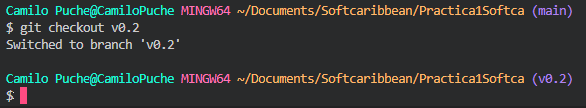 Camilo Puche@CamiloPuche MINGW64 ~/Documents/Softcaribbean/Practica1Softca (main)
$ git checkout v0.2
Switched to branch 'v0.2'
Camilo Puche@CamiloPuche MINGW64 ~/Documents/Softcaribbean/Practica1Softca (v0.2)
$